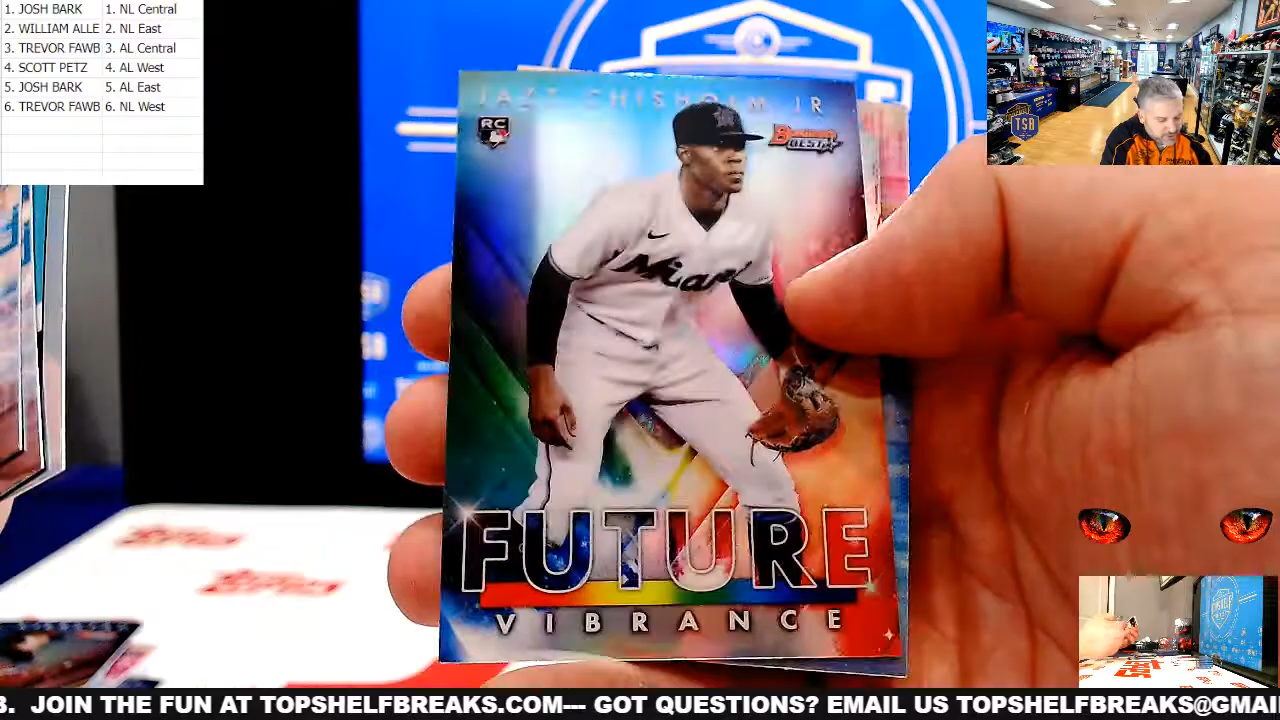 1. JOSH BARK 1. NL Central
2. WILLIAM ALLE 2. NL East
3. TREVOR FAWB 3. AL Central
4. SCOTT PETZ 4. AL West
5. JOSH BARK 5. AL East
6. TREVOR FAWB 6. NL West
JAZZ CHISHOLM JR
RC
BOWMAN'S BEST
Miami
FUTURE
VIBRANCE
TSB
S. JOIN THE FUN AT TOPSHELFBREAKS.COM--- GOT QUESTIONS? EMAIL US TOPSHELFBREAKS@GMAI